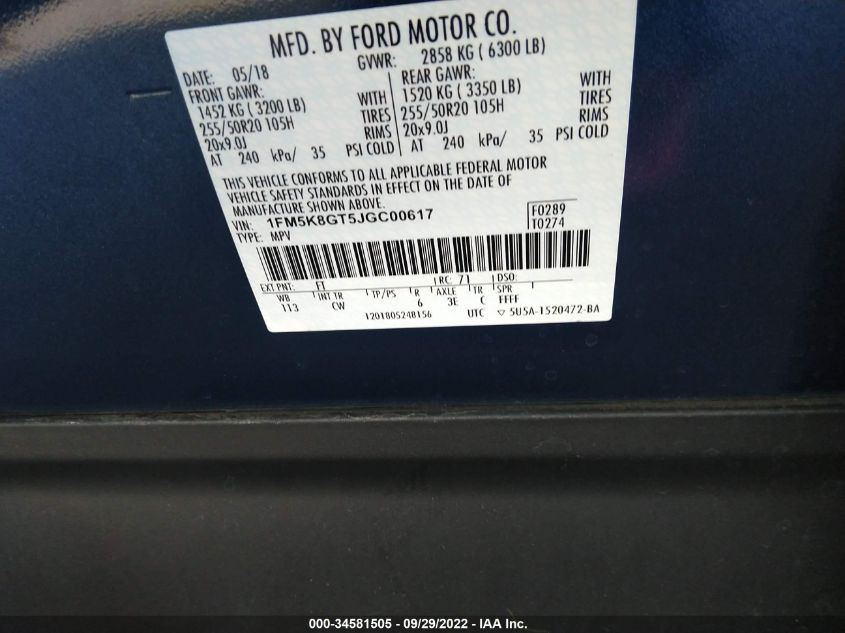 MFD. BY FORD MOTOR CO.
DATE: 05/18 GVWR: 2858 KG ( 6300 LB)
FRONT GAWR: REAR GAWR:
1452 KG ( 3200 LB) WITH 1520 KG ( 3350 LB) WITH
255/50R20 105H TIRES 255/50R20 105H TIRES
20x9.0J RIMS 20x9.0J RIMS
AT 240 kPa/ 35 PSI COLD AT 240 kPa/ 35 PSI COLD
THIS VEHICLE CONFORMS TO ALL APPLICABLE FEDERAL MOTOR
VEHICLE SAFETY STANDARDS IN EFFECT ON THE DATE OF
MANUFACTURE SHOWN ABOVE.
VIN: 1FM5K8GT5JGC00617 F0289
TYPE: MPV T0274
EXT PNT: FT RC: 71 DSO:
WB INT TR TP/PS R AXLE TR SPR
113 CW 6 3E C FFFF
1201805248156 UTC ▽ 5U5A-1520472-BA
000-34581505 - 09/29/2022 - IAA Inc.